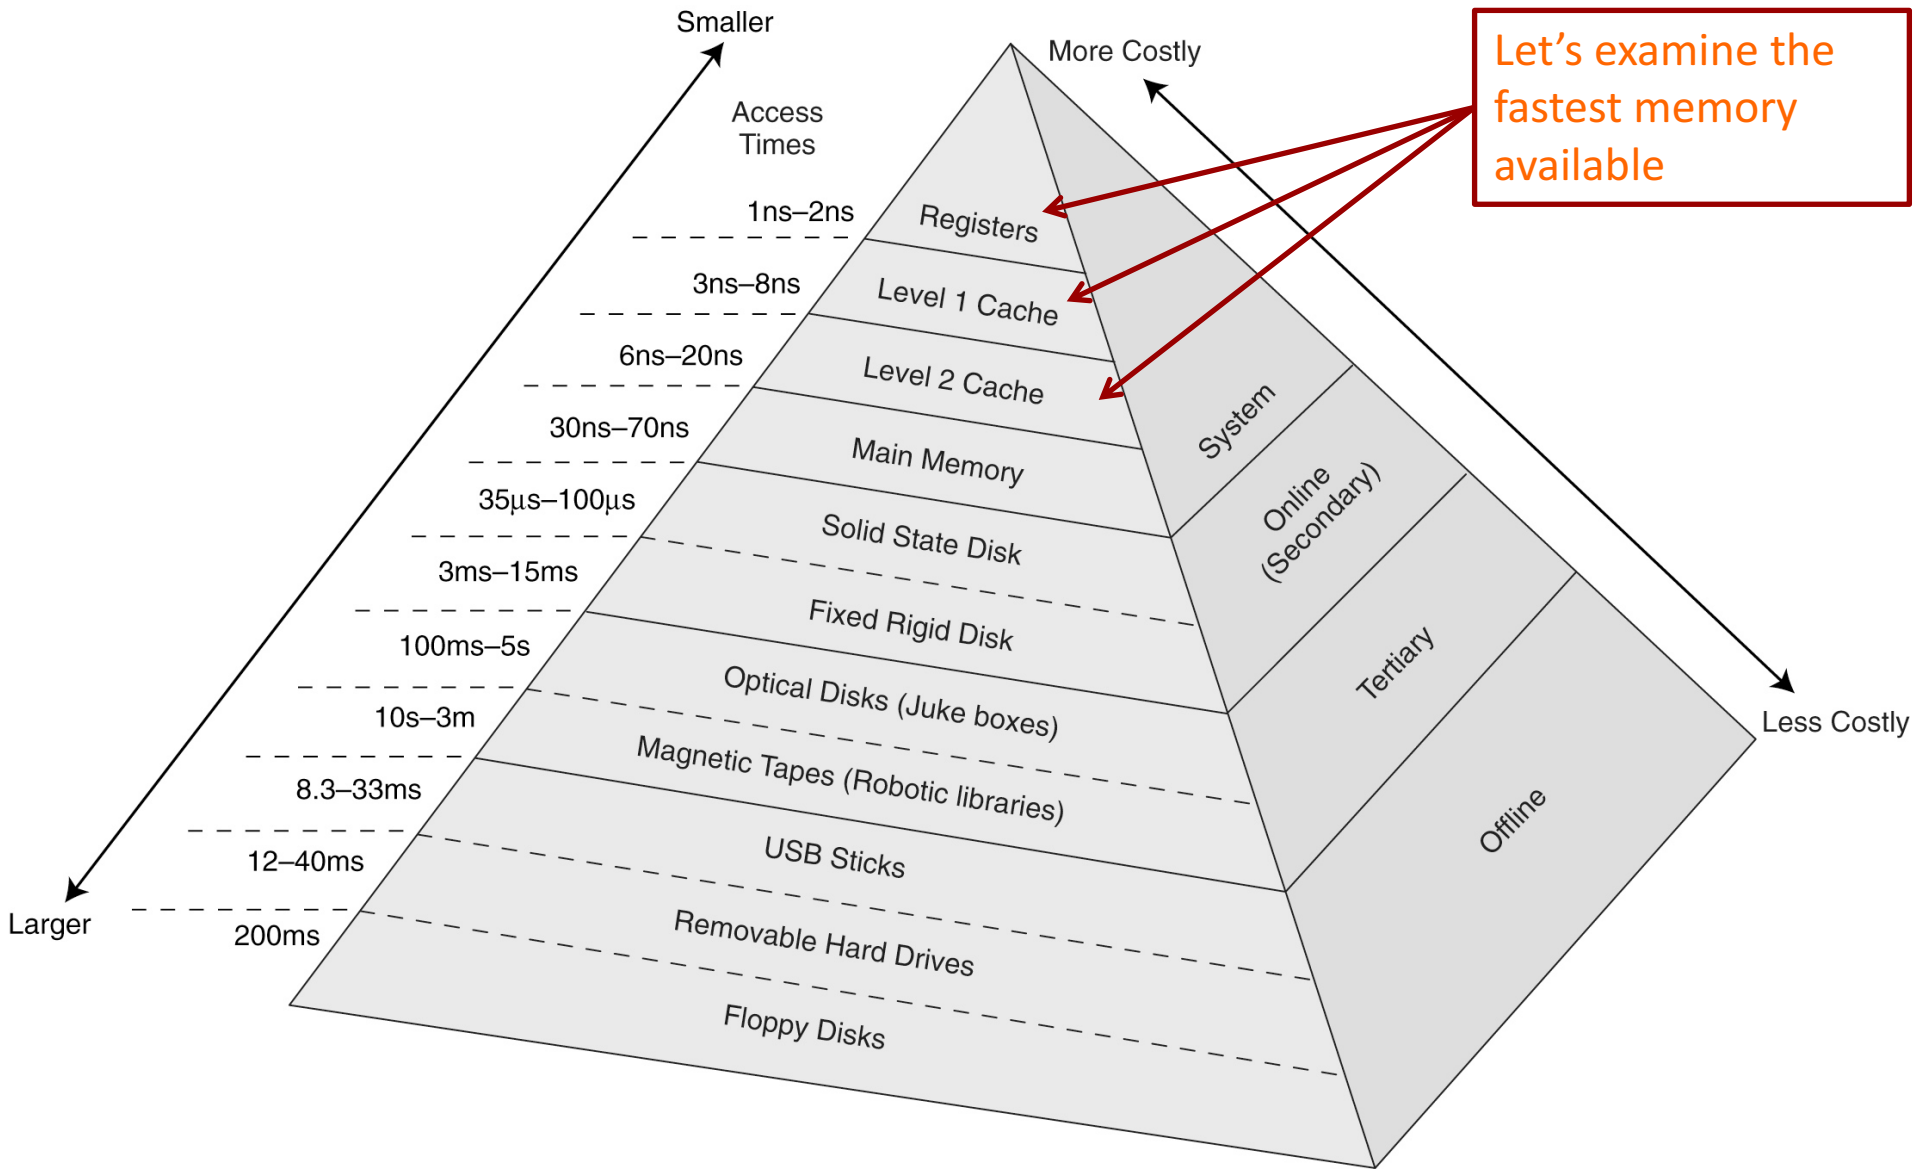 Smaller
More Costly
Let’s examine the
fastest memory
available
Access
Times
1ns–2ns
Registers
3ns–8ns
Level 1 Cache
6ns–20ns
Level 2 Cache
System
30ns–70ns
Main Memory
Online
(Secondary)
35μs–100μs
Solid State Disk
3ms–15ms
Fixed Rigid Disk
100ms–5s
Optical Disks (Juke boxes)
Tertiary
10s–3m
Magnetic Tapes (Robotic libraries)
Less Costly
8.3–33ms
USB Sticks
Offline
12–40ms
Removable Hard Drives
Larger
200ms
Floppy Disks